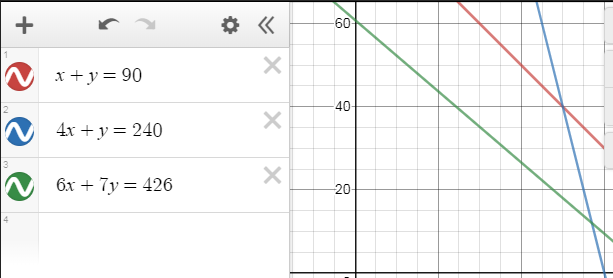 1
x + y = 90
2
4x + y = 240
3
6x + 7y = 426
4
60
40
20